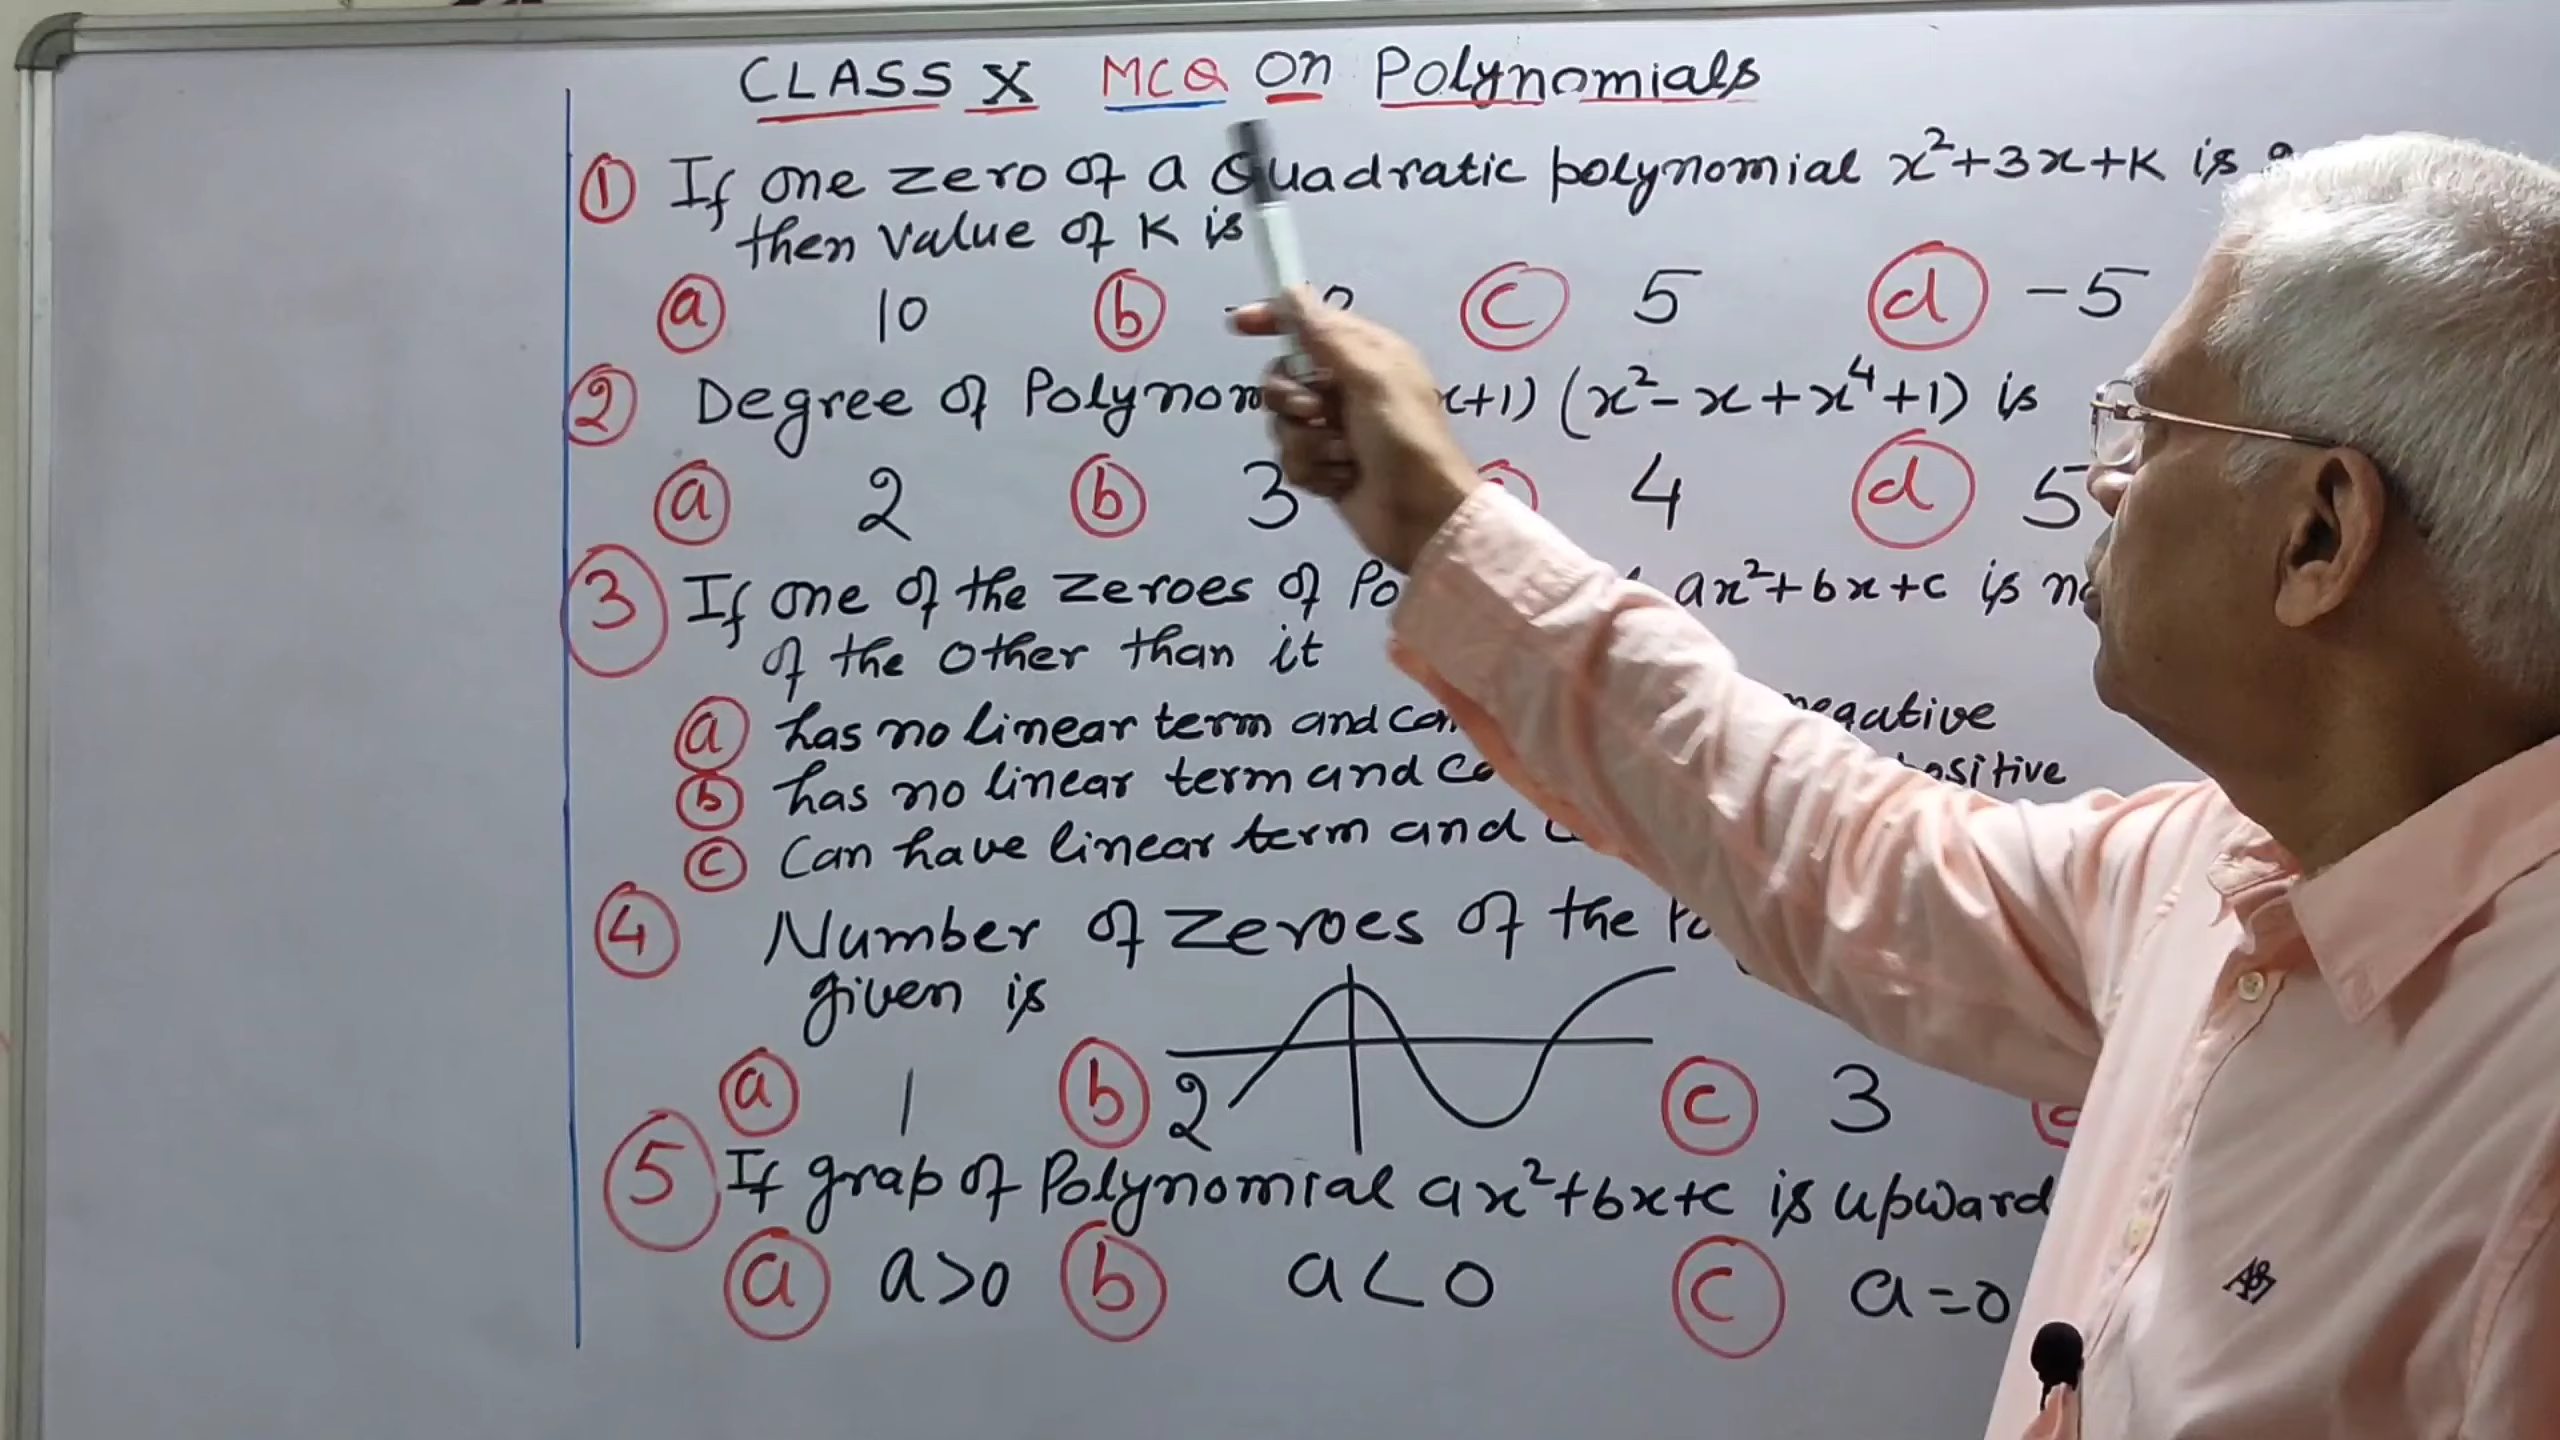 CLASS X MCQ on Polynomials
① If one zero of a Quadratic polynomial x²+3x+K is
then value of K is
ⓐ 10 ⓑ ⓒ 5 ⓓ -5
② Degree of x+1) (x²-x+x⁴+1) is
ⓐ 2 ⓑ 3 4 ⓓ 5
③ If one of the zeroes of ax²+bx+c is
of the other than it
ⓐ has no linear term and negative
ⓑ has no linear term and positive
ⓒ Can have linear term and
④ Number of zeroes of the
given is
ⓐ 1 ⓑ 2 ⓒ 3
⑤ If grap of Polynomial ax²+bx+c is upward
ⓐ a>0 ⓑ a<0 ⓒ a=0